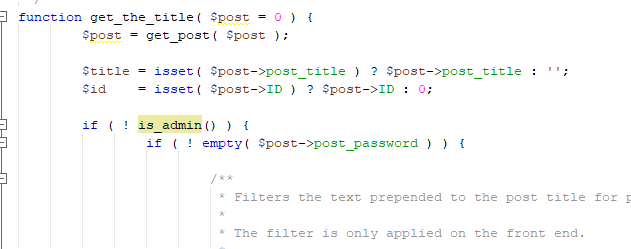 function get_the_title( $post = 0 ) {
$post = get_post( $post );
$title = isset( $post->post_title ) ? $post->post_title : '';
$id    = isset( $post->ID ) ? $post->ID : 0;
if ( ! is_admin() ) {
if ( ! empty( $post->post_password ) ) {
/**
* Filters the text prepended to the post title for p
*
* The filter is only applied on the front end.